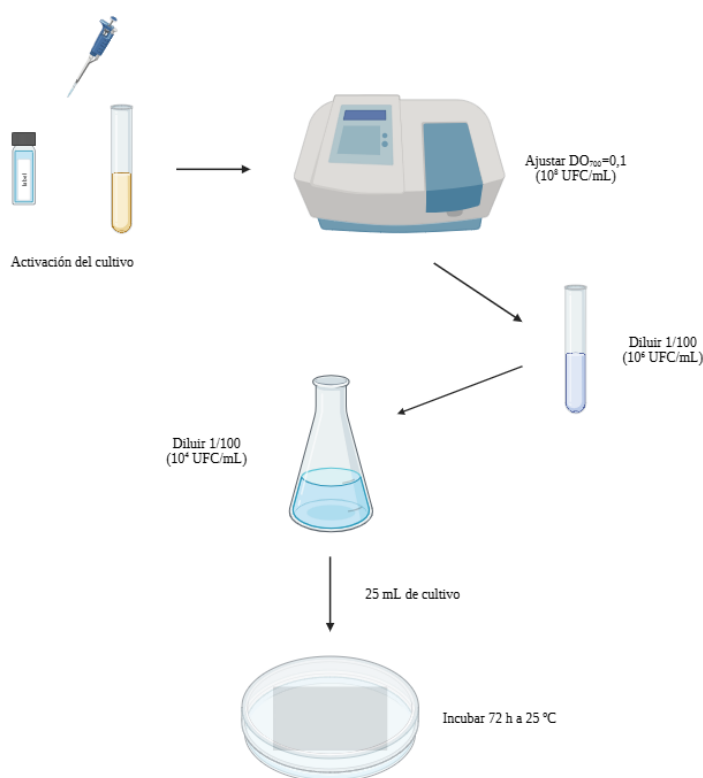 label
Activación del cultivo
Ajustar DO₇₀₀=0,1
(10⁸ UFC/mL)
Diluir 1/100
(10⁶ UFC/mL)
Diluir 1/100
(10⁴ UFC/mL)
25 mL de cultivo
Incubar 72 h a 25 ºC